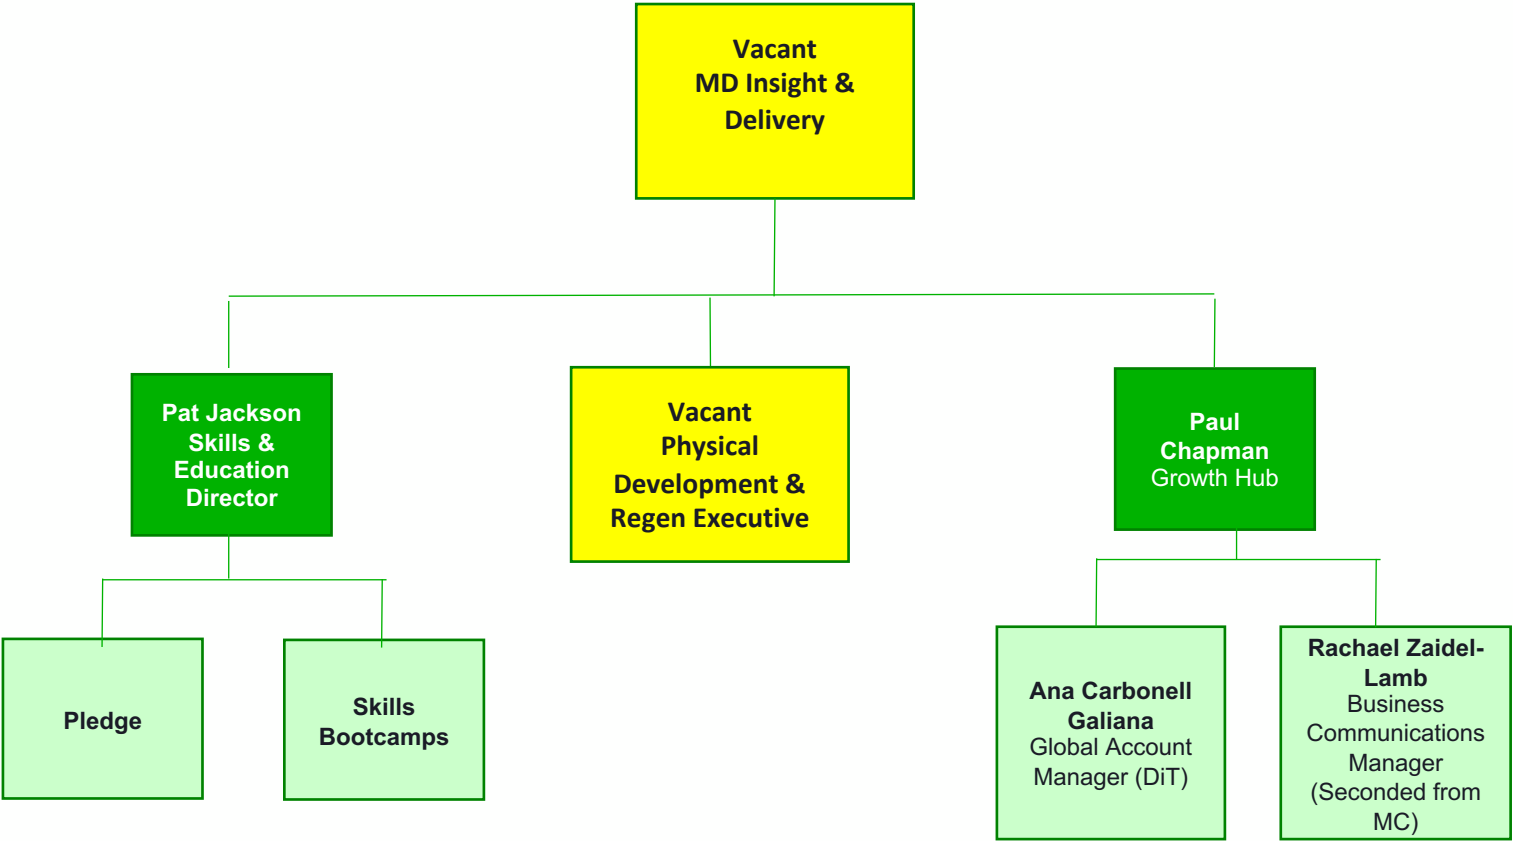 Vacant
MD Insight &
Delivery
Pat Jackson
Skills &
Education
Director
Vacant
Physical
Development &
Regen Executive
Paul
Chapman
Growth Hub
Pledge
Skills
Bootcamps
Ana Carbonell
Galiana
Global Account
Manager (DiT)
Rachael Zaidel-
Lamb
Business
Communications
Manager
(Seconded from
MC)